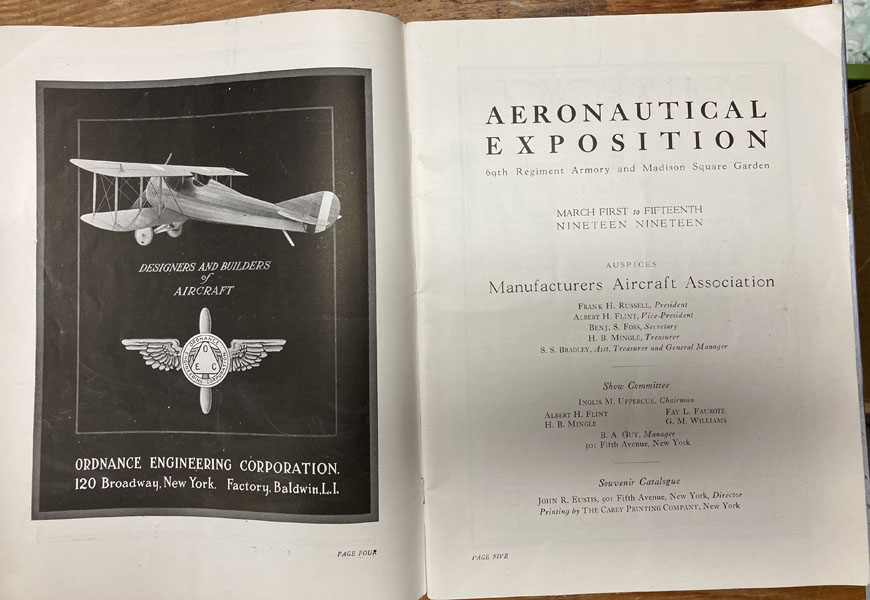 DESIGNERS AND BUILDERS
of
AIRCRAFT
ORDNANCE
ENGINEERING CORPORATION
O
E C
ORDNANCE ENGINEERING CORPORATION.
120 Broadway, New York. Factory, Baldwin, L.I.
PAGE FOUR
AERONAUTICAL
EXPOSITION
69th Regiment Armory and Madison Square Garden
MARCH FIRST to FIFTEENTH
NINETEEN NINETEEN
AUSPICES
Manufacturers Aircraft Association
FRANK H. RUSSELL, President
ALBERT H. FLINT, Vice-President
BENJ. S. FOSS, Secretary
H. B. MINGLE, Treasurer
S. S. BRADLEY, Asst. Treasurer and General Manager
Show Committee
INGLIS M. UPPERCUE, Chairman
ALBERT H. FLINT FAY L. FAUROTE
H. B. MINGLE G. M. WILLIAMS
B. A. GUY, Manager
501 Fifth Avenue, New York
Souvenir Catalogue
JOHN R. EUSTIS, 501 Fifth Avenue, New York, Director
Printing by THE CAREY PRINTING COMPANY, New York
PAGE FIVE